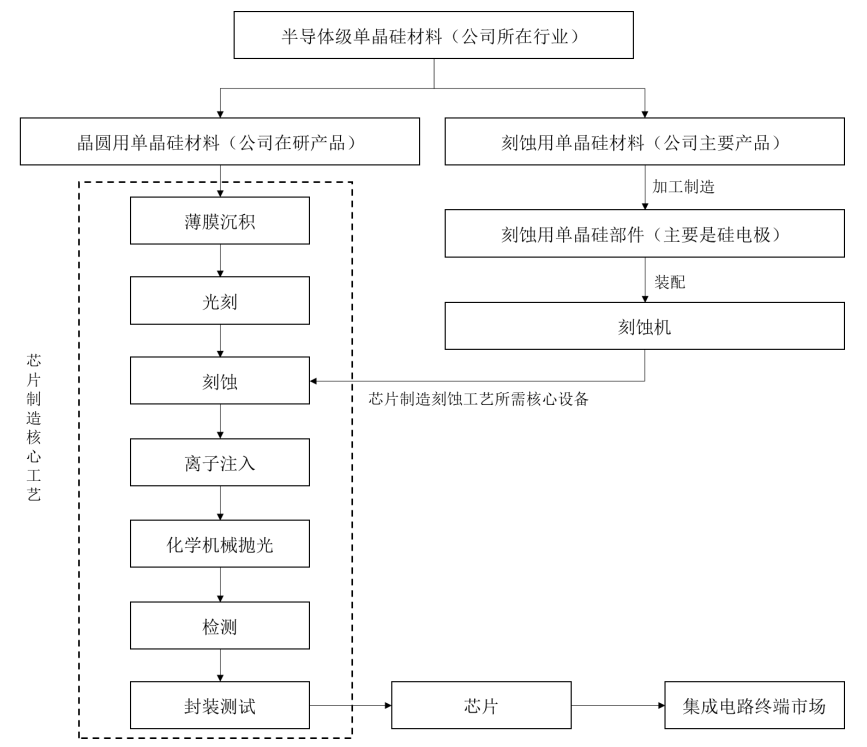 半导体级单晶硅材料（公司所在行业）
晶圆用单晶硅材料（公司在研产品）
刻蚀用单晶硅材料（公司主要产品）
加工制造
薄膜沉积
刻蚀用单晶硅部件（主要是硅电极）
装配
光刻
刻蚀机
芯片制造核心工艺
刻蚀
芯片制造刻蚀工艺所需核心设备
离子注入
化学机械抛光
检测
封装测试
芯片
集成电路终端市场